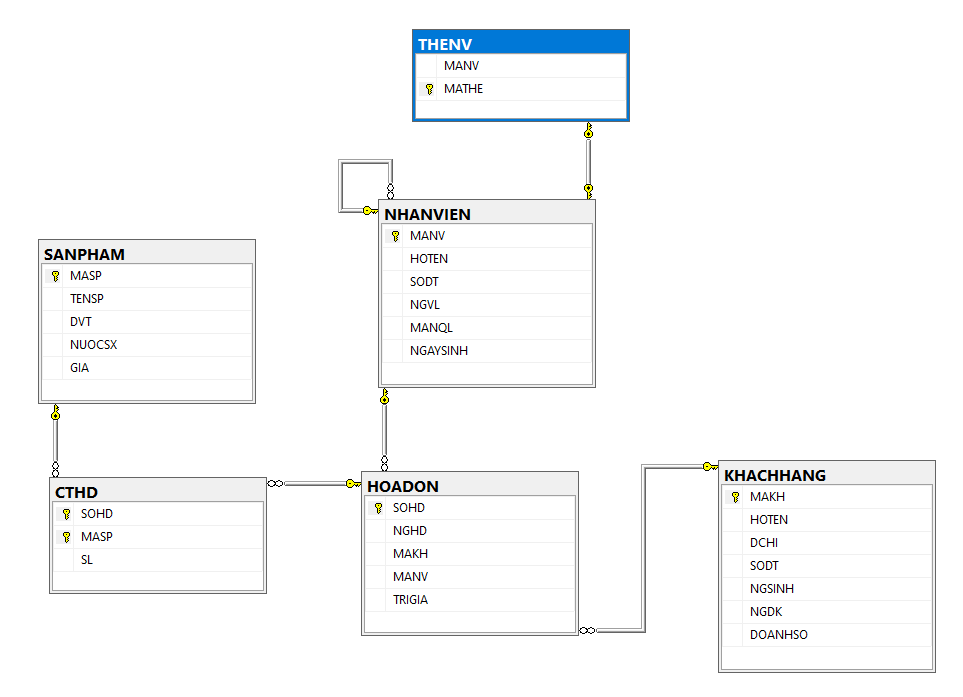 THENV
MANV
MATHE
NHANVIEN
MANV
HOTEN
SODT
NGVL
MANQL
NGAYSINH
SANPHAM
MASP
TENSP
DVT
NUOCSX
GIA
CTHD
SOHD
MASP
SL
HOADON
SOHD
NGHD
MAKH
MANV
TRIGIA
KHACHHANG
MAKH
HOTEN
DCHI
SODT
NGSINH
NGDK
DOANHSO